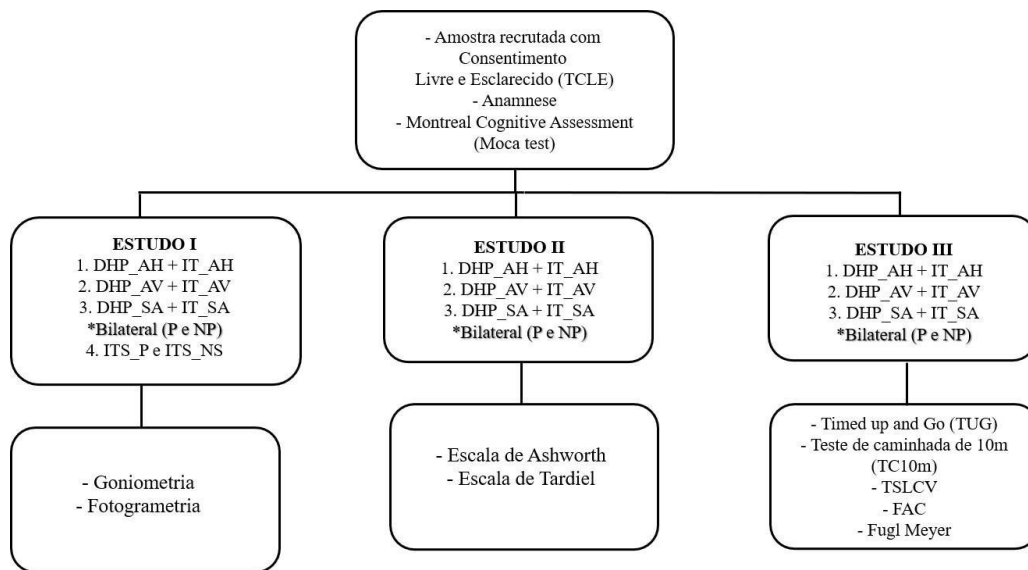 - Amostra recrutada com
Consentimento
Livre e Esclarecido (TCLE)
- Anamnese
- Montreal Cognitive Assessment
(Moca test)
ESTUDO I
1. DHP_AH + IT_AH
2. DHP_AV + IT_AV
3. DHP_SA + IT_SA
*Bilateral (P e NP)
4. ITS_P e ITS_NS
ESTUDO II
1. DHP_AH + IT_AH
2. DHP_AV + IT_AV
3. DHP_SA + IT_SA
*Bilateral (P e NP)
ESTUDO III
1. DHP_AH + IT_AH
2. DHP_AV + IT_AV
3. DHP_SA + IT_SA
*Bilateral (P e NP)
- Goniometria
- Fotogrametria
- Escala de Ashworth
- Escala de Tardiel
- Timed up and Go (TUG)
- Teste de caminhada de 10m
(TC10m)
- TSLCV
- FAC
- Fugl Meyer